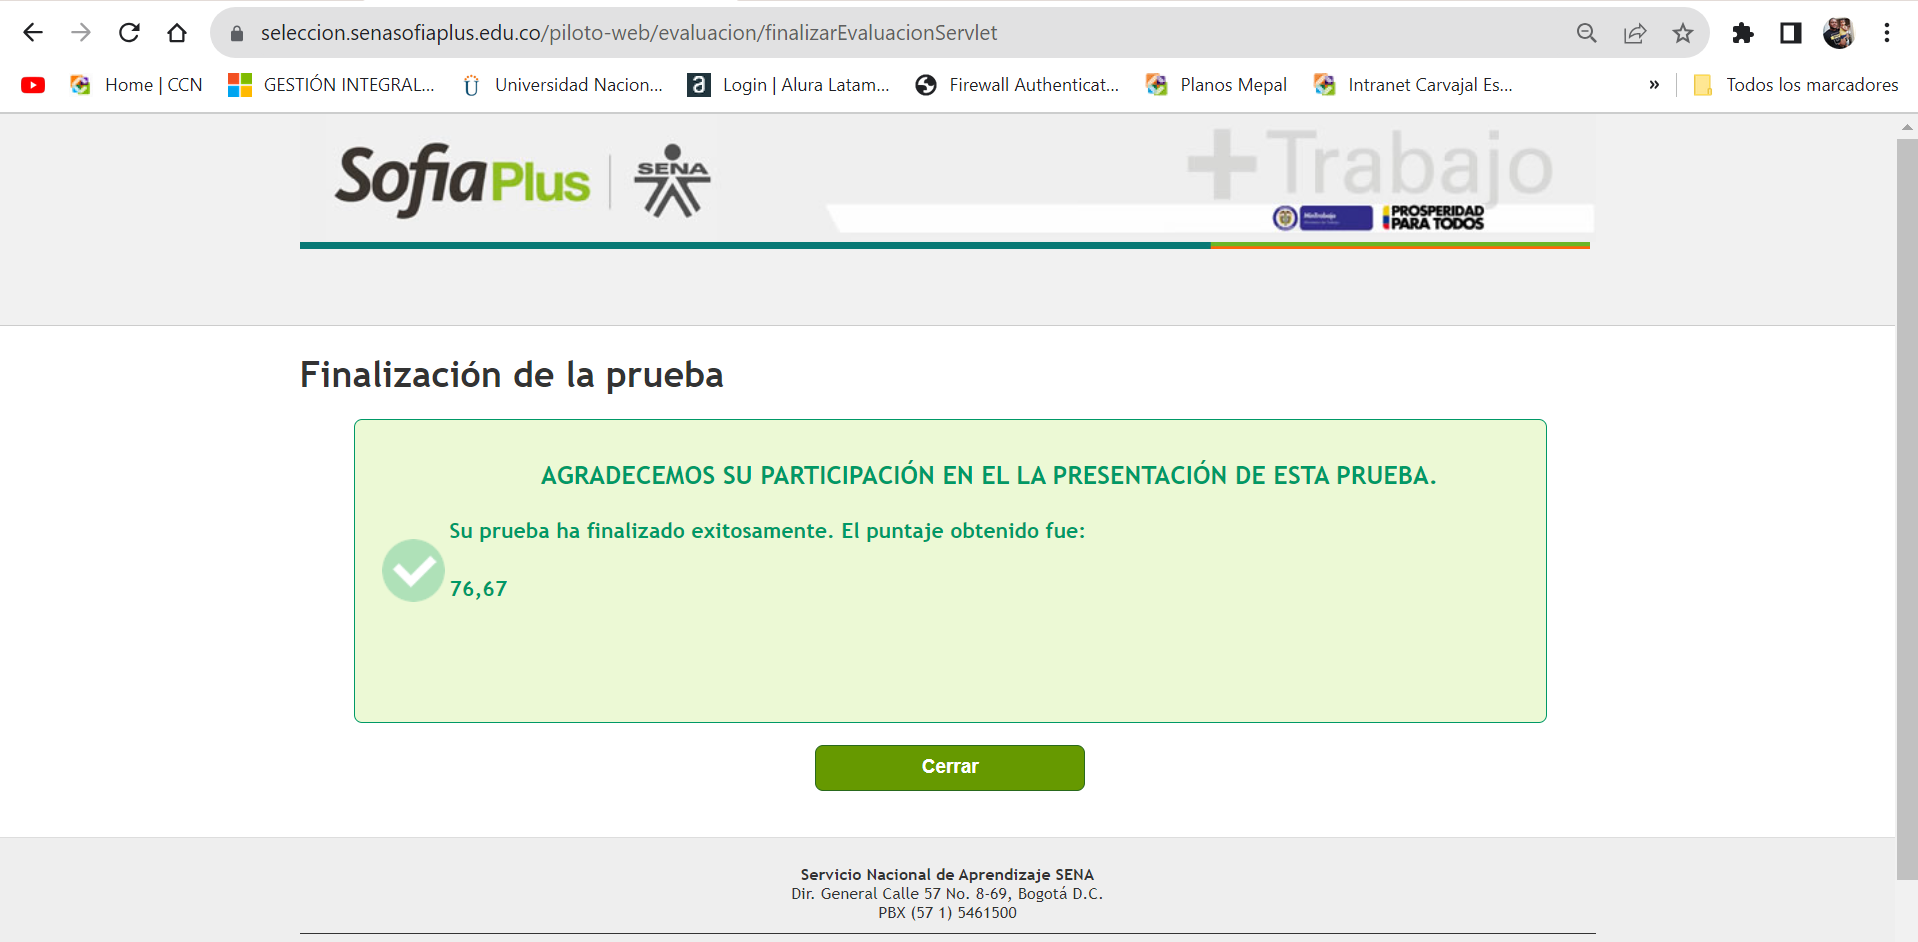 seleccion.senasofiaplus.edu.co/piloto-web/evaluacion/finalizarEvaluacionServlet
Home | CCN GESTIÓN INTEGRAL... Universidad Nacion... a Login | Alura Latam... Firewall Authenticat... Planos Mepal Intranet Carvajal Es... » Todos los marcadores
SofiaPlus SENA +Trabajo
MinTrabajo PROSPERIDAD
PARA TODOS
Finalización de la prueba
AGRADECEMOS SU PARTICIPACIÓN EN EL LA PRESENTACIÓN DE ESTA PRUEBA.
Su prueba ha finalizado exitosamente. El puntaje obtenido fue:
76,67
Cerrar
Servicio Nacional de Aprendizaje SENA
Dir. General Calle 57 No. 8-69, Bogotá D.C.
PBX (57 1) 5461500